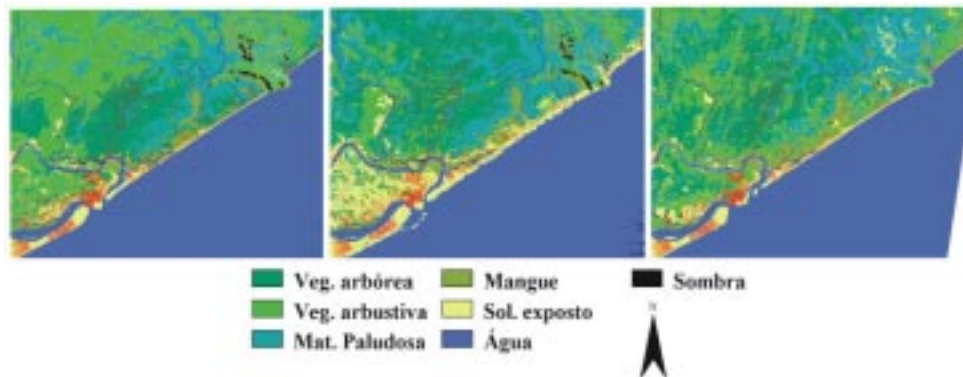 Veg. arbórea
Mangue
Sombra
Veg. arbustiva
Sol. exposto
Mat. Paludosa
Água
N